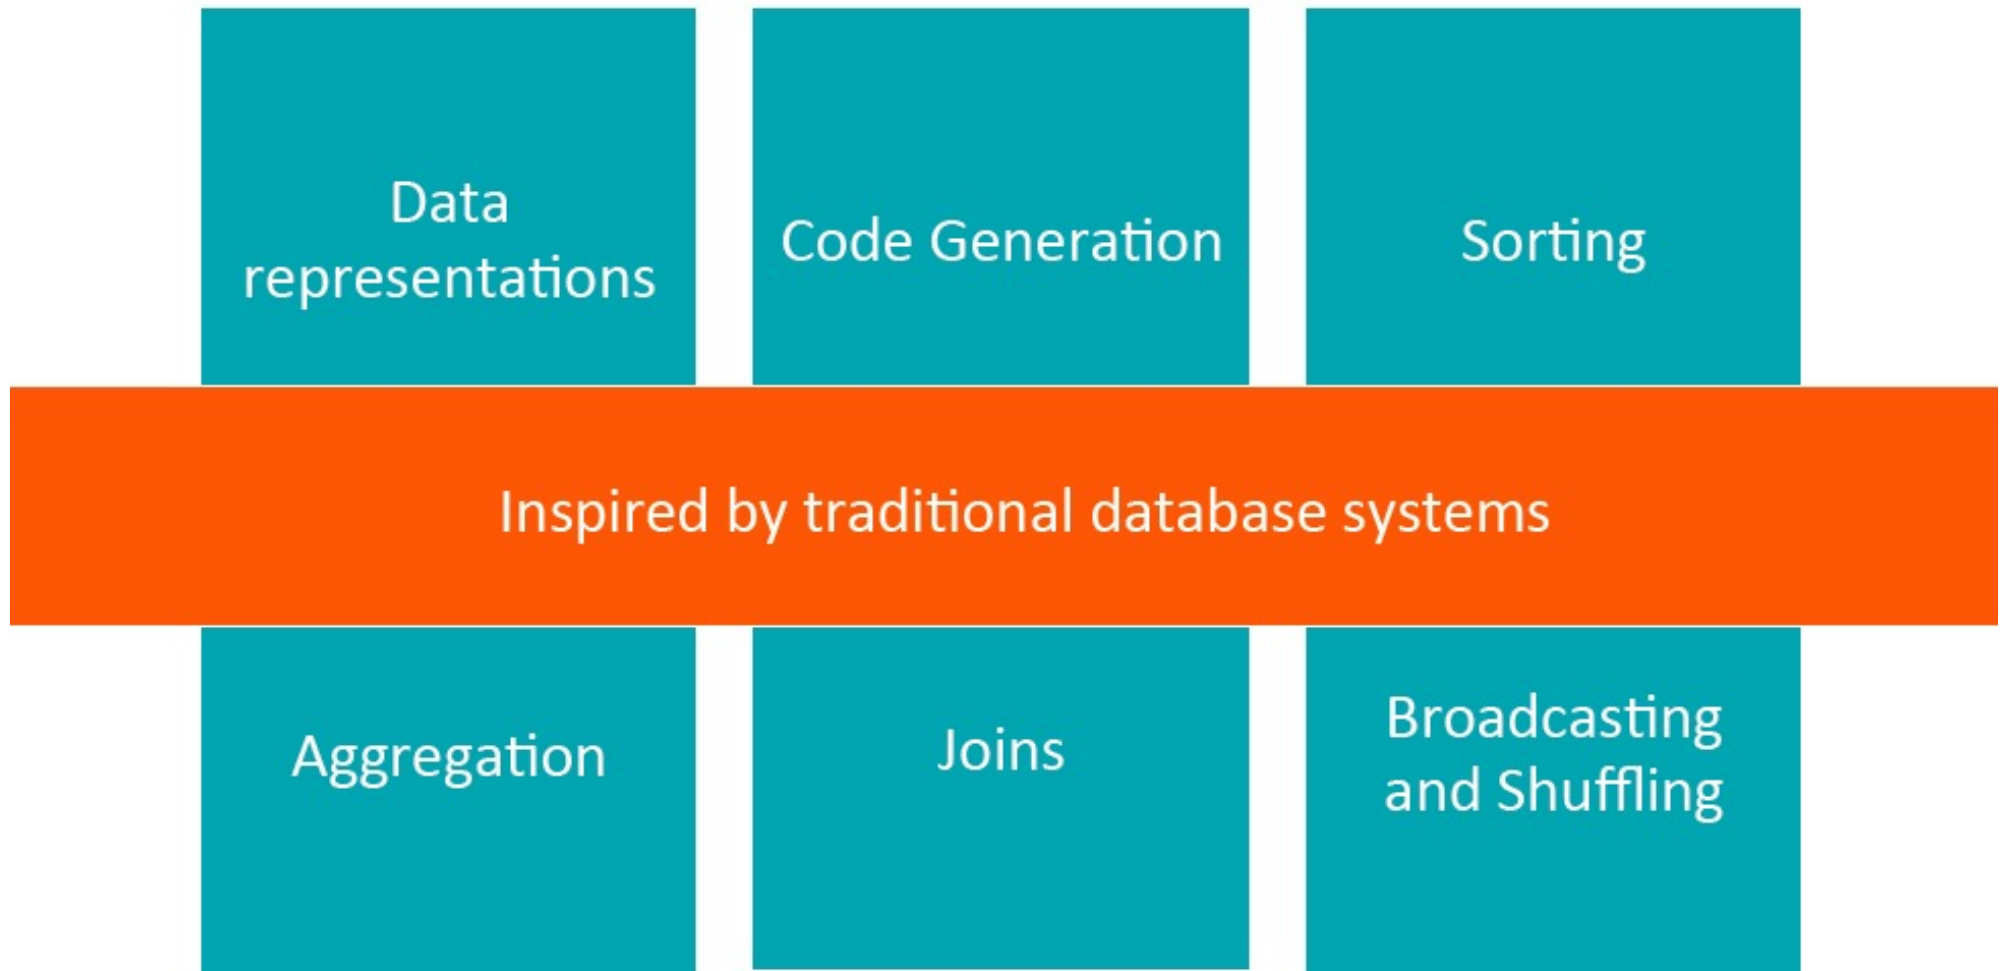 Data
representations
Code Generation
Sorting
Inspired by traditional database systems
Aggregation
Joins
Broadcasting
and Shuffling